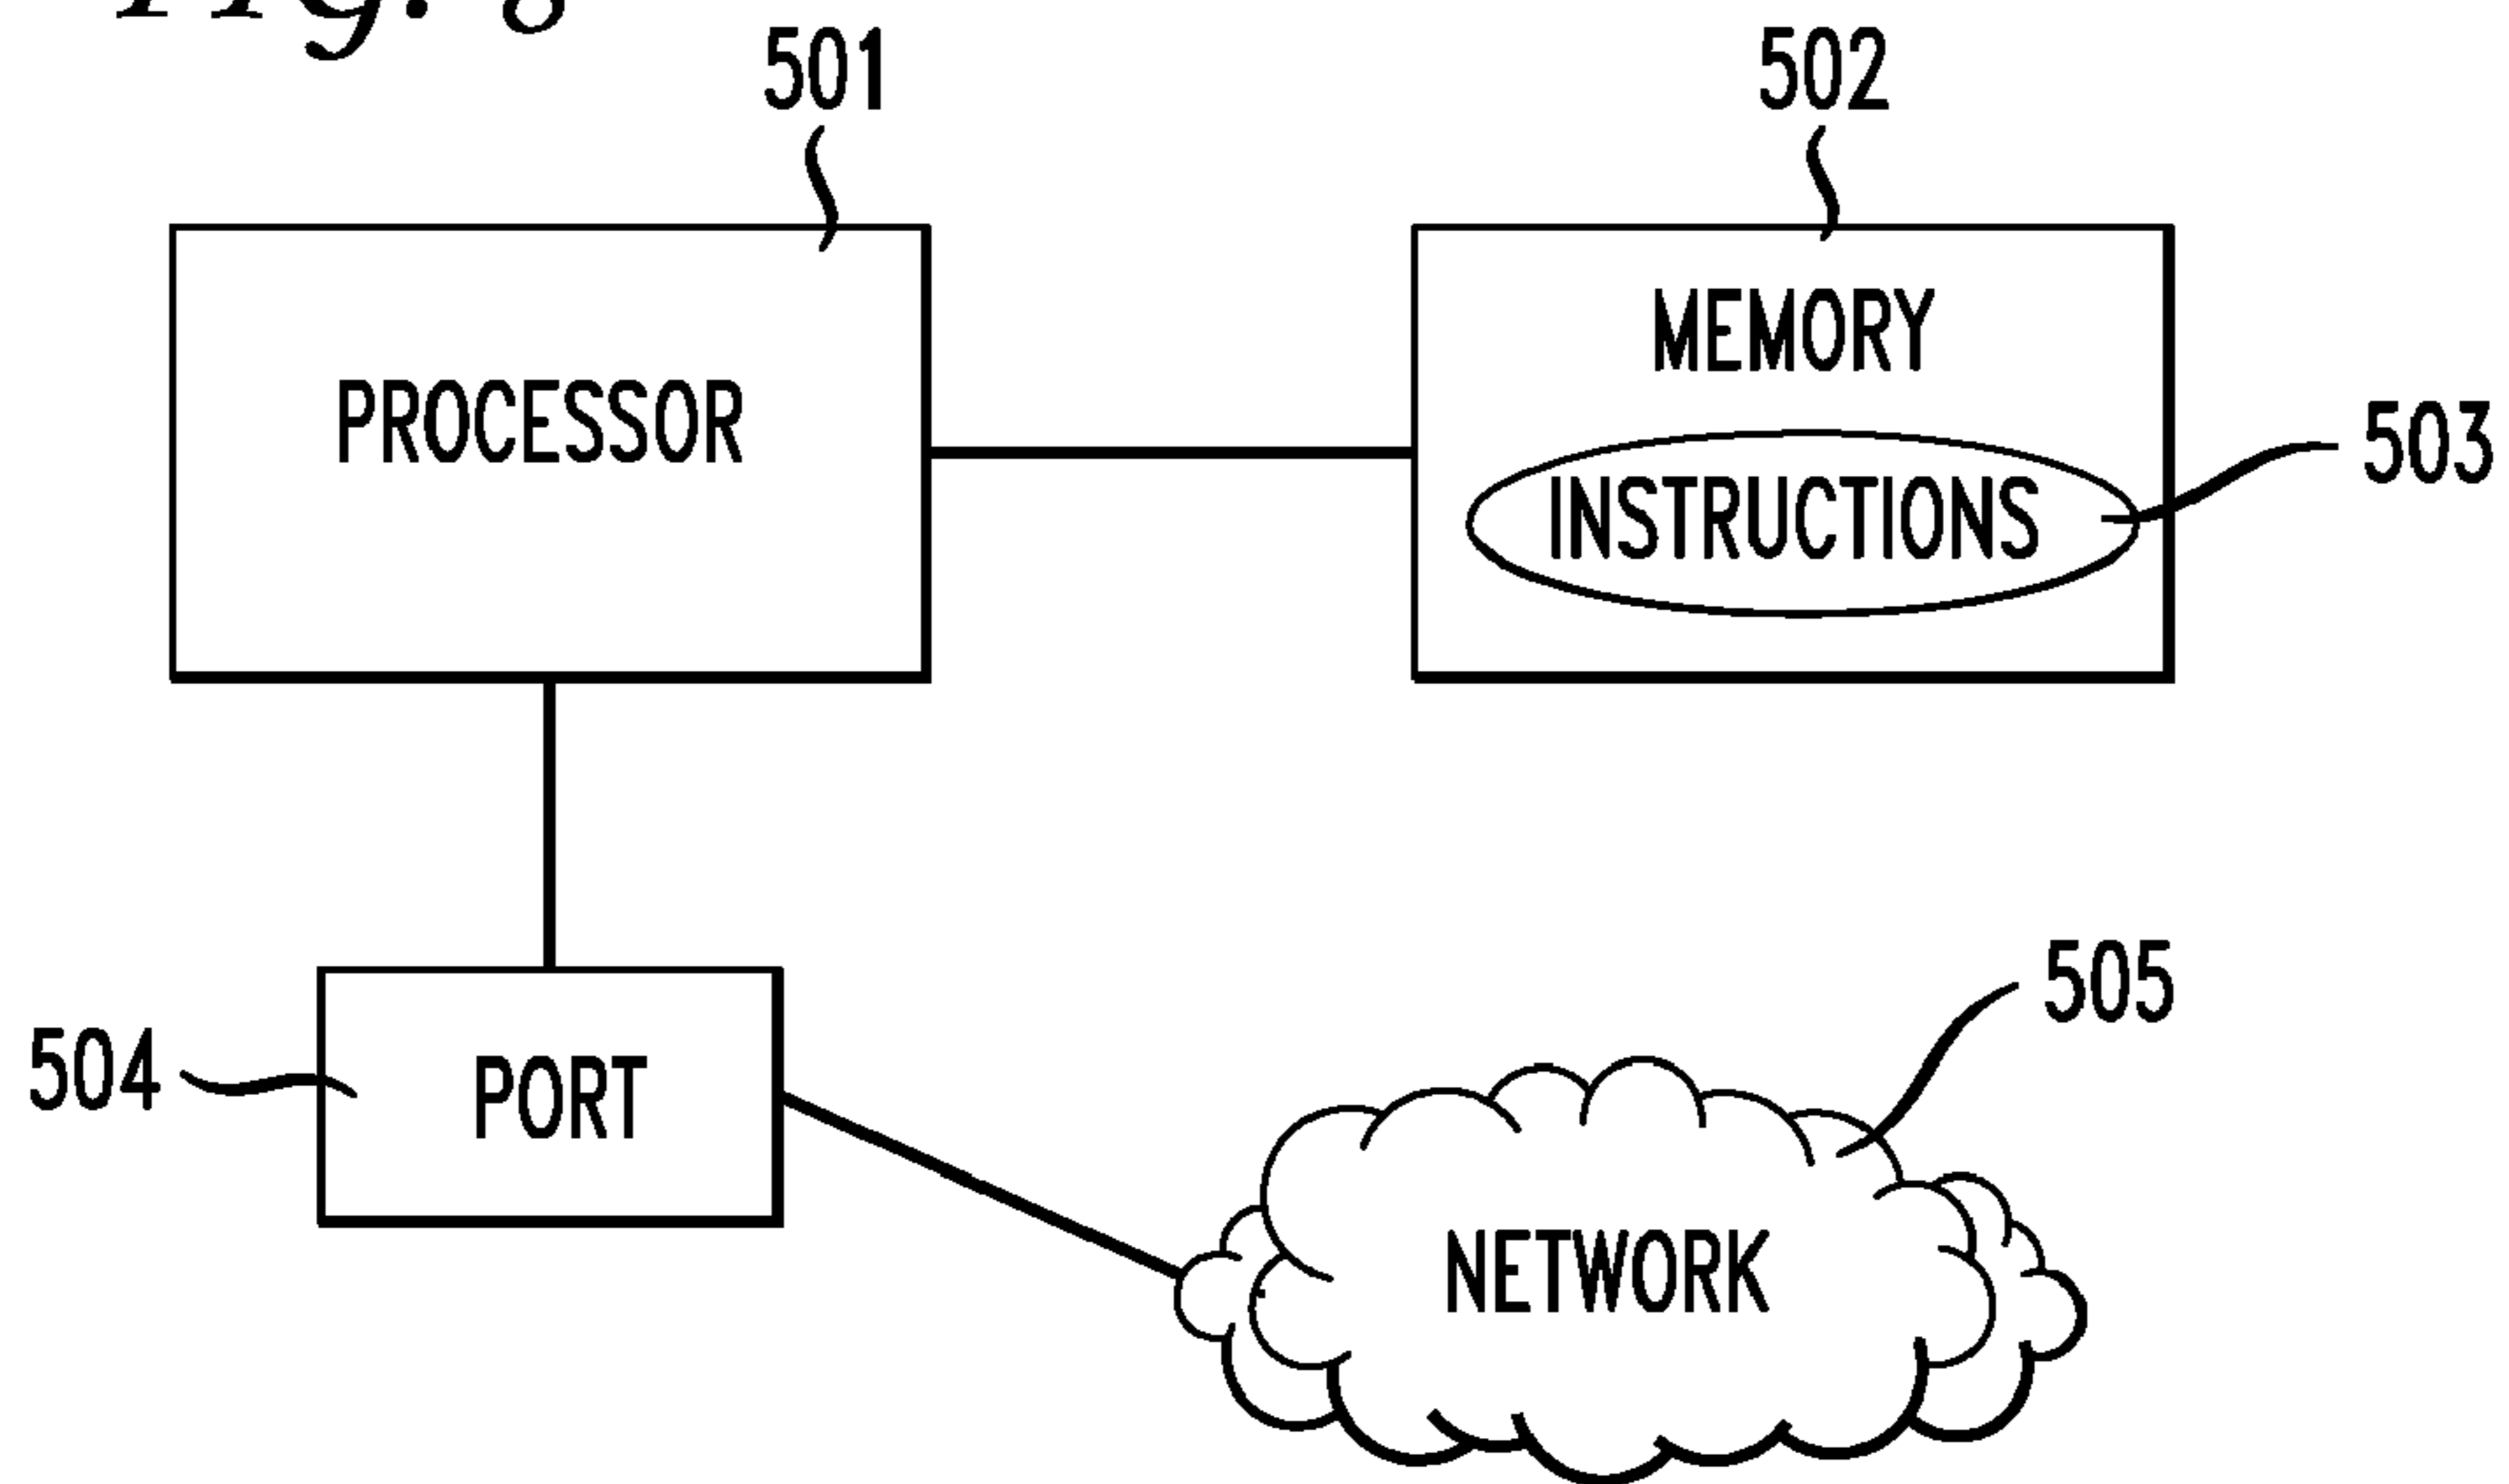 501
502
PROCESSOR
MEMORY
INSTRUCTIONS
503
504
PORT
505
NETWORK